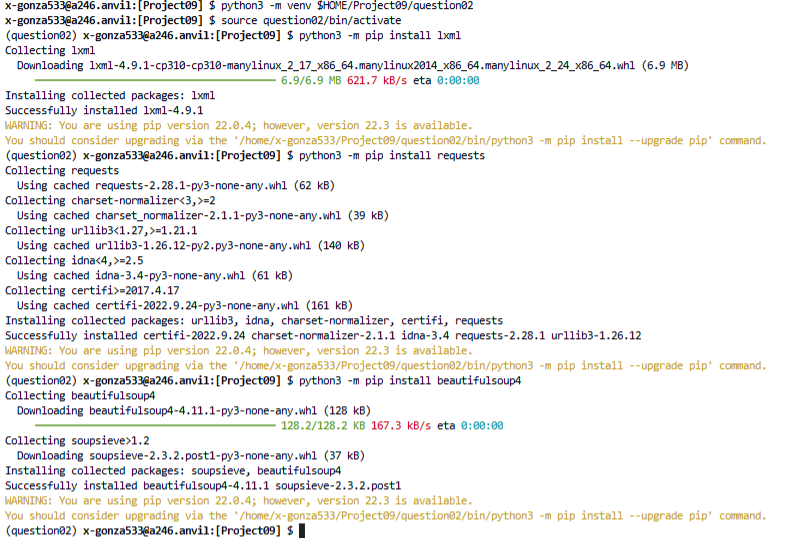 x-gonza533@a246.anvil:[Project09] $ python3 -m venv $HOME/Project09/question02
x-gonza533@a246.anvil:[Project09] $ source question02/bin/activate
(question02) x-gonza533@a246.anvil:[Project09] $ python3 -m pip install lxml
Collecting lxml
  Downloading lxml-4.9.1-cp310-cp310-manylinux_2_17_x86_64.manylinux2014_x86_64.manylinux_2_24_x86_64.whl (6.9 MB)
6.9/6.9 MB 621.7 kB/s eta 0:00:00
Installing collected packages: lxml
Successfully installed lxml-4.9.1
WARNING: You are using pip version 22.0.4; however, version 22.3 is available.
You should consider upgrading via the '/home/x-gonza533/Project09/question02/bin/python3 -m pip install --upgrade pip' command.
(question02) x-gonza533@a246.anvil:[Project09] $ python3 -m pip install requests
Collecting requests
  Using cached requests-2.28.1-py3-none-any.whl (62 kB)
Collecting charset-normalizer<3,>=2
  Using cached charset_normalizer-2.1.1-py3-none-any.whl (39 kB)
Collecting urllib3<1.27,>=1.21.1
  Using cached urllib3-1.26.12-py2.py3-none-any.whl (140 kB)
Collecting idna<4,>=2.5
  Using cached idna-3.4-py3-none-any.whl (61 kB)
Collecting certifi>=2017.4.17
  Using cached certifi-2022.9.24-py3-none-any.whl (161 kB)
Installing collected packages: urllib3, idna, charset-normalizer, certifi, requests
Successfully installed certifi-2022.9.24 charset-normalizer-2.1.1 idna-3.4 requests-2.28.1 urllib3-1.26.12
WARNING: You are using pip version 22.0.4; however, version 22.3 is available.
You should consider upgrading via the '/home/x-gonza533/Project09/question02/bin/python3 -m pip install --upgrade pip' command.
(question02) x-gonza533@a246.anvil:[Project09] $ python3 -m pip install beautifulsoup4
Collecting beautifulsoup4
  Downloading beautifulsoup4-4.11.1-py3-none-any.whl (128 kB)
128.2/128.2 KB 167.3 kB/s eta 0:00:00
Collecting soupsieve>1.2
  Downloading soupsieve-2.3.2.post1-py3-none-any.whl (37 kB)
Installing collected packages: soupsieve, beautifulsoup4
Successfully installed beautifulsoup4-4.11.1 soupsieve-2.3.2.post1
WARNING: You are using pip version 22.0.4; however, version 22.3 is available.
You should consider upgrading via the '/home/x-gonza533/Project09/question02/bin/python3 -m pip install --upgrade pip' command.
(question02) x-gonza533@a246.anvil:[Project09] $